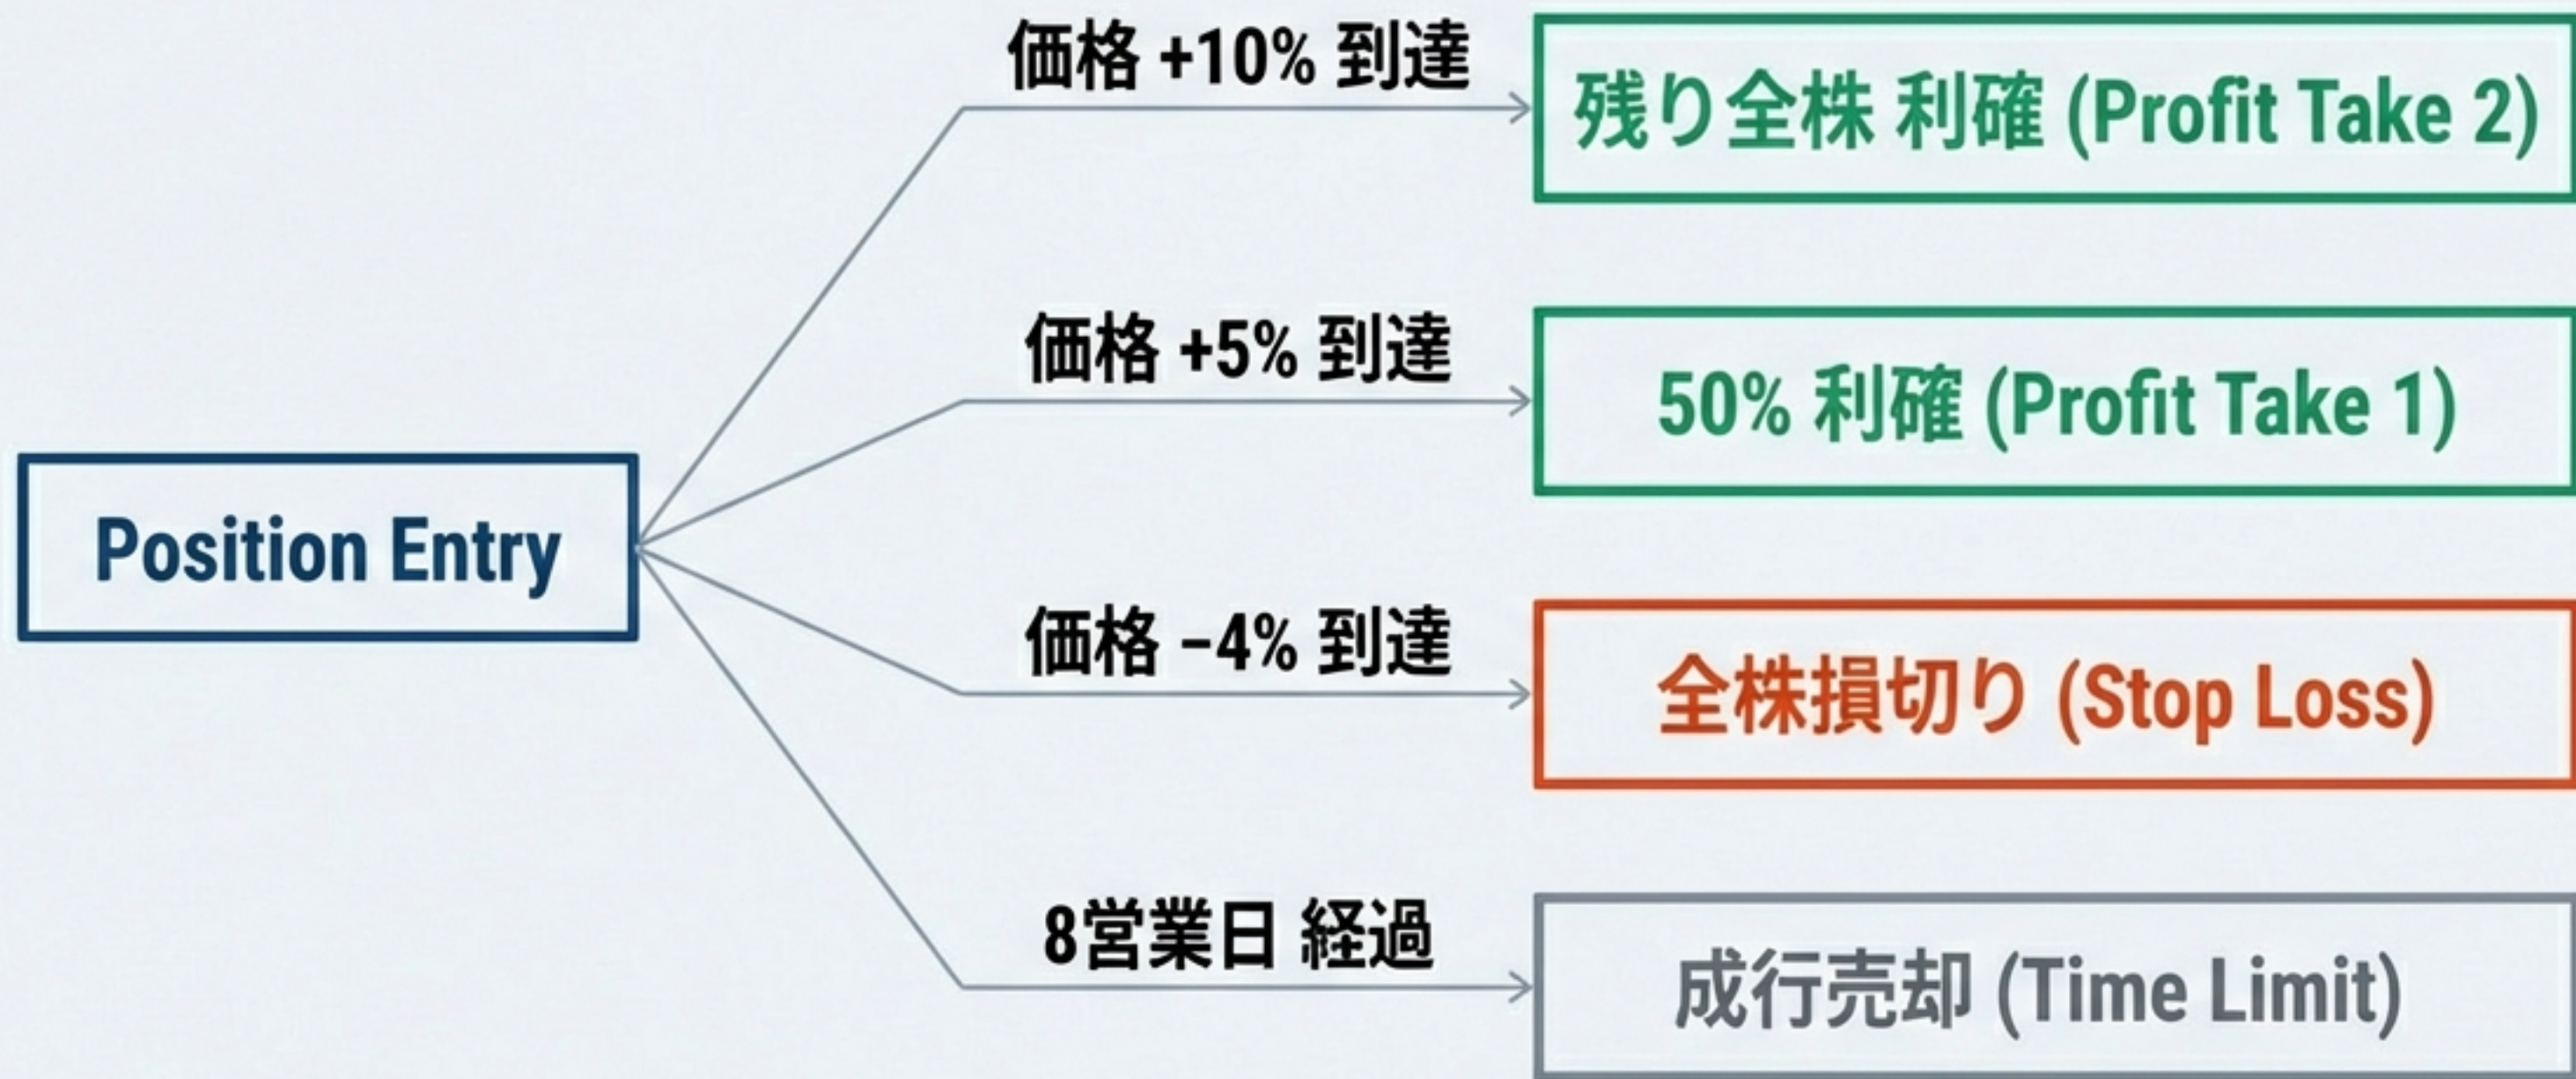 価格 +10% 到達
残り全株 利確 (Profit Take 2)
価格 +5% 到達
50% 利確 (Profit Take 1)
Position Entry
価格 −4% 到達
全株損切り (Stop Loss)
8営業日 経過
成行売却 (Time Limit)